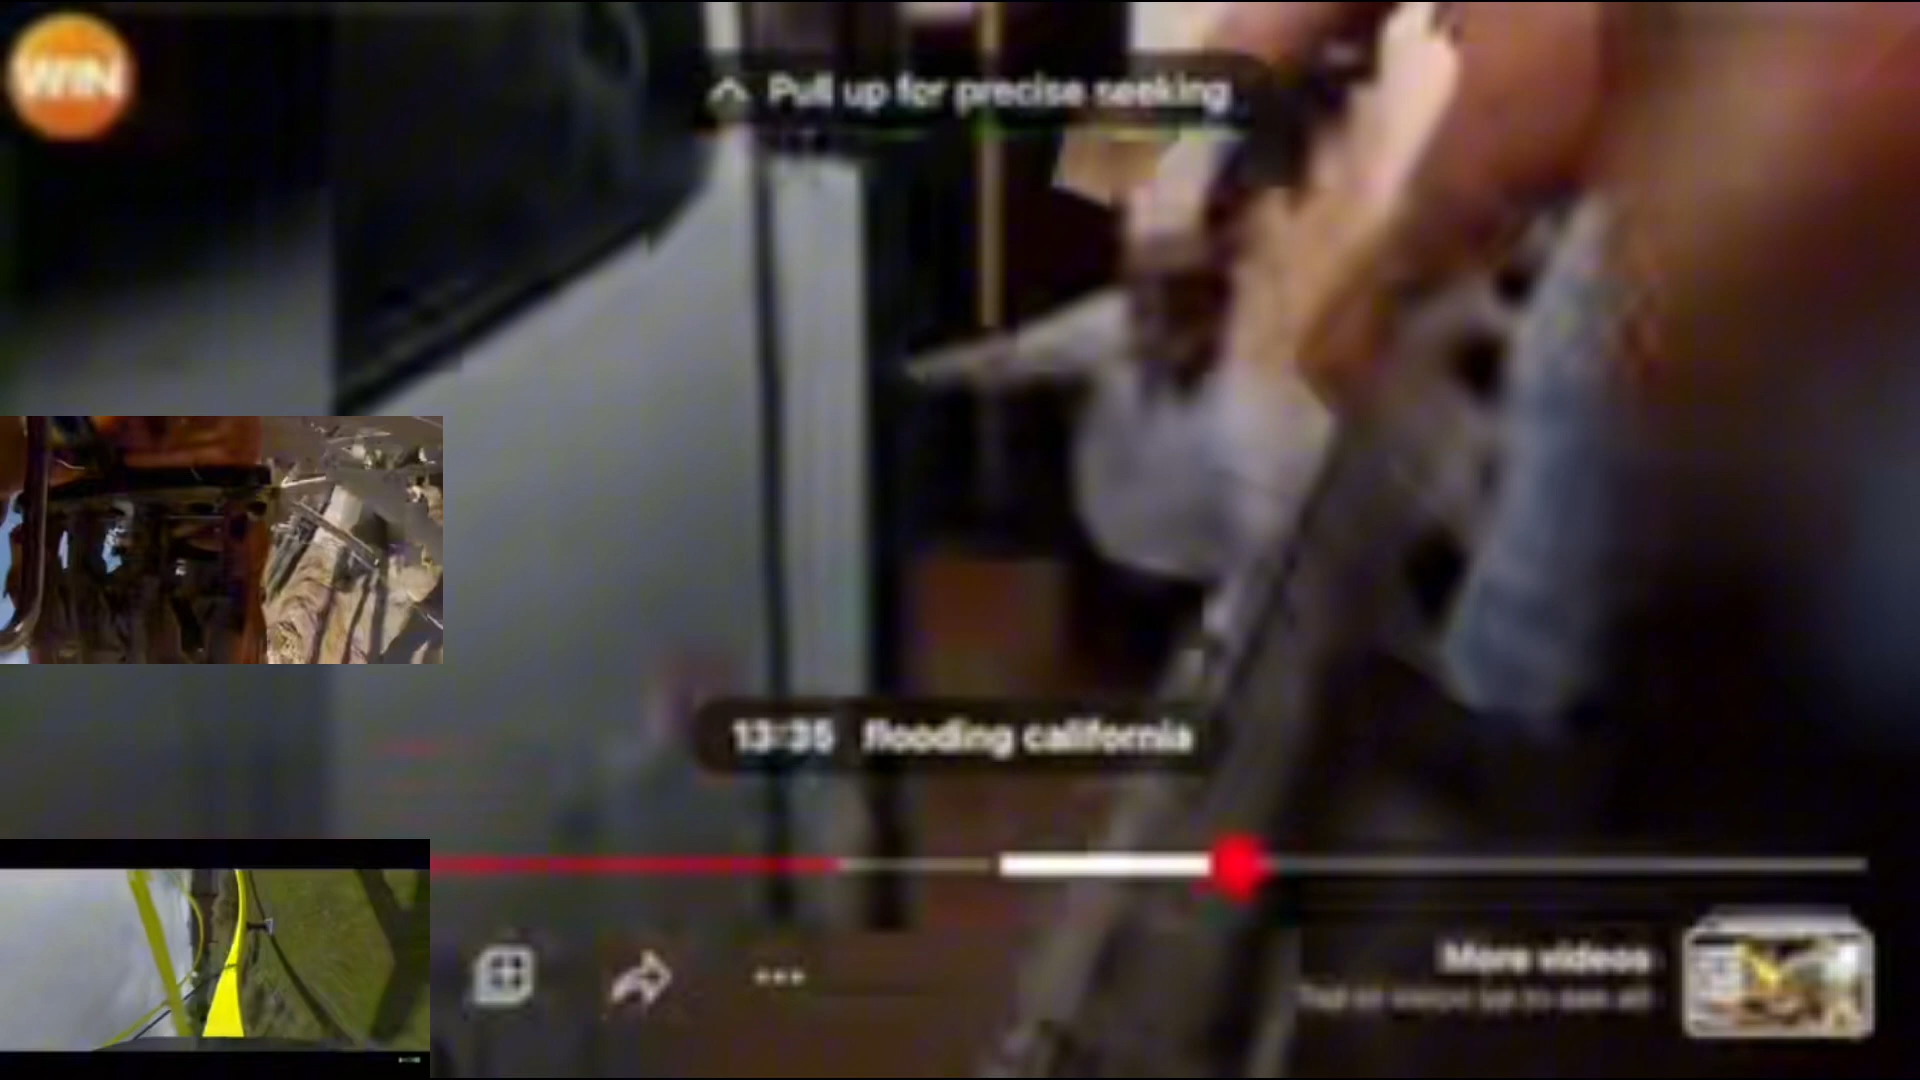 WIN
Pull up for precise seeking
13:35 flooding california
More videos